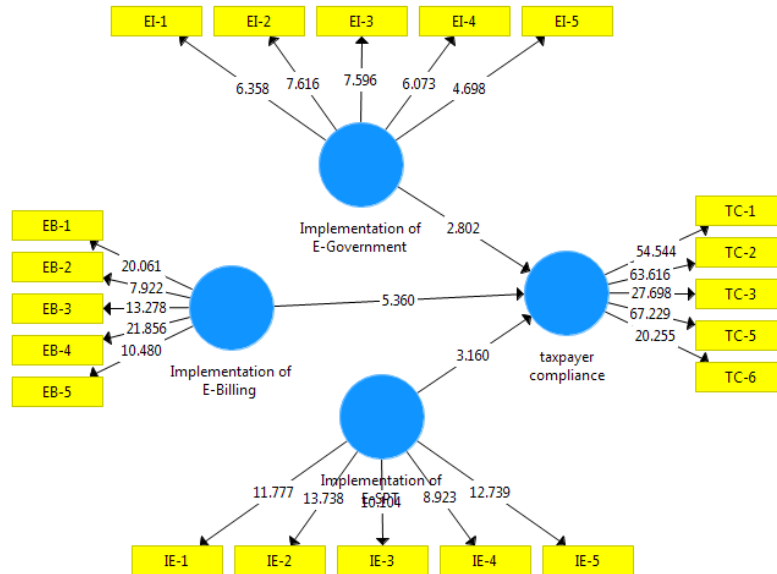 EI-1
EI-2
EI-3
EI-4
EI-5
6.358
7.616
7.596
6.073
4.698
Implementation of
E-Government
2.802
EB-1
EB-2
EB-3
EB-4
EB-5
20.061
7.922
13.278
21.856
10.480
Implementation of
E-Billing
5.360
TC-1
TC-2
TC-3
TC-5
TC-6
54.544
63.616
27.698
67.229
20.255
taxpayer
compliance
3.160
Implementation of
E-SPT
11.777
13.738
10.104
8.923
12.739
IE-1
IE-2
IE-3
IE-4
IE-5